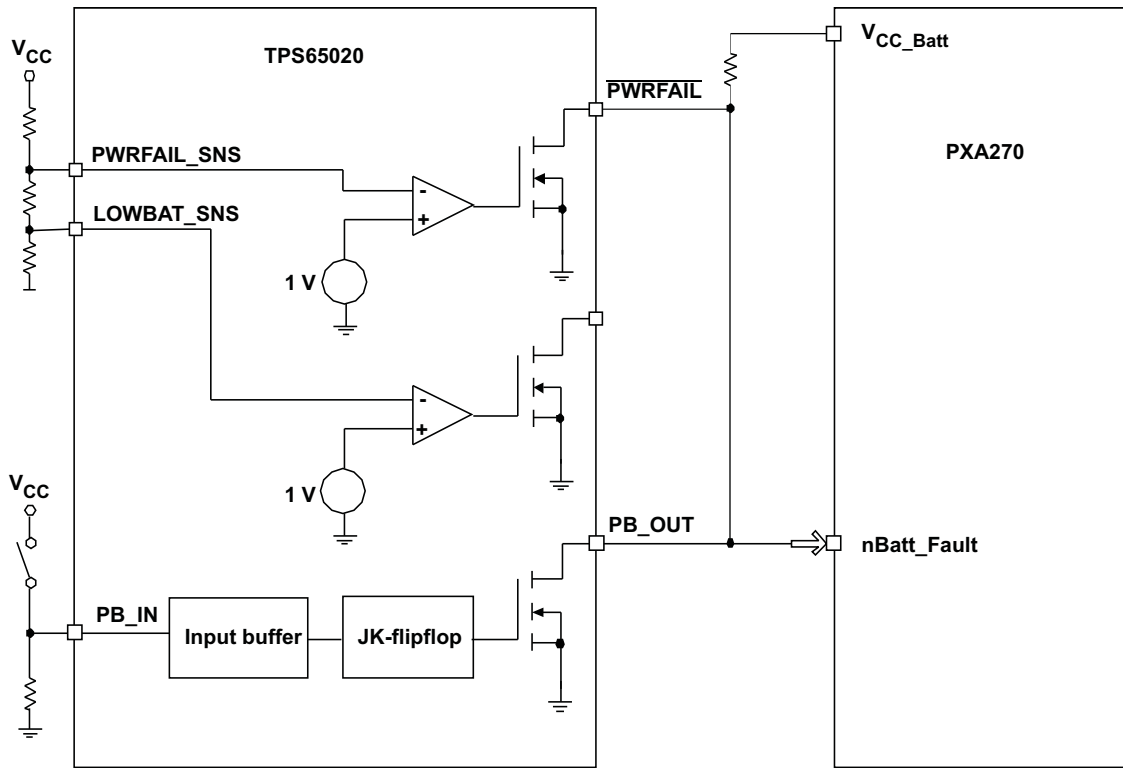 TPS65020
VCC
PWRFAIL
VCC_Batt
PXA270
PWRFAIL_SNS
LOWBAT_SNS
-
+
1 V
-
+
1 V
VCC
PB_OUT
nBatt_Fault
PB_IN
Input buffer
JK-flipflop